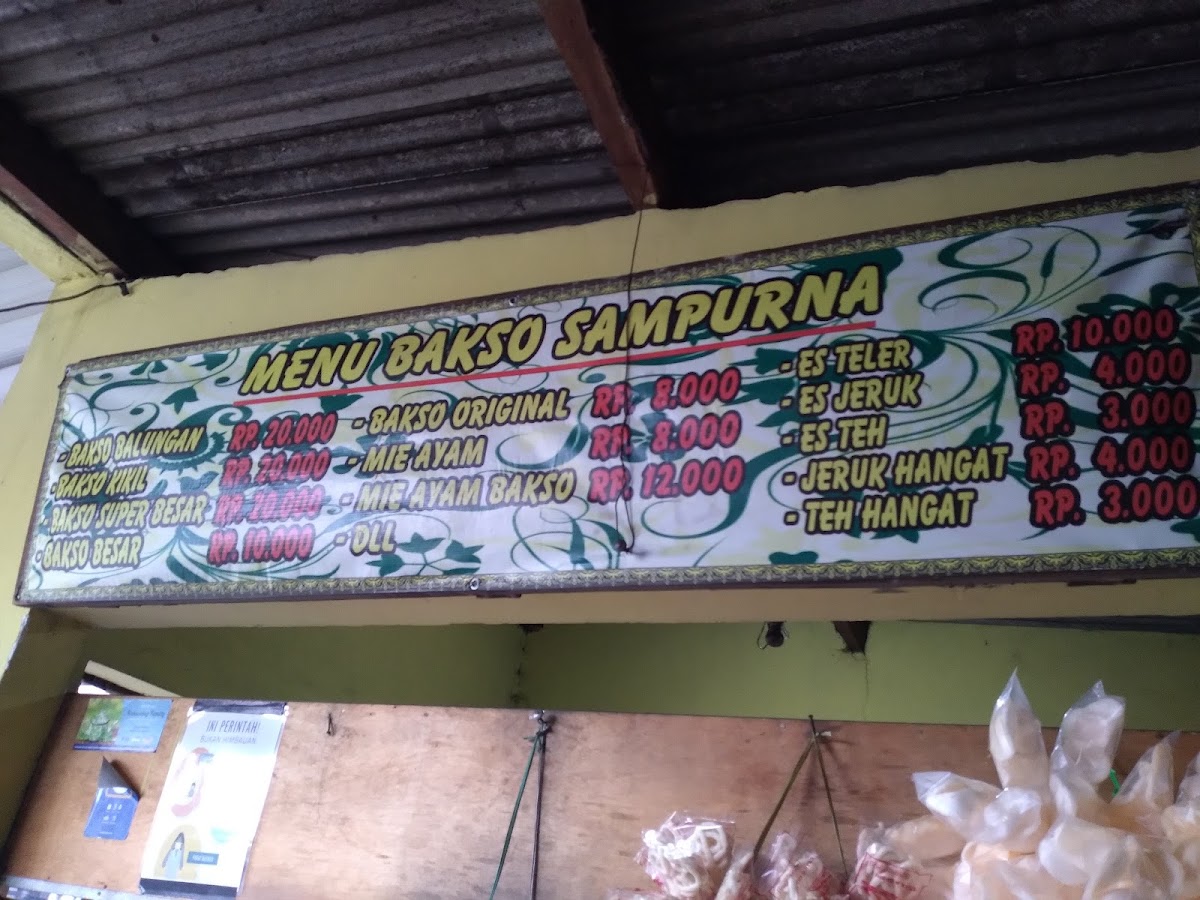 MENU BAKSO SAMPURNA
- BAKSO BALUNGAN RP. 20.000
- BAKSO KIKIL RP. 20.000
- BAKSO SUPER BESAR RP. 20.000
- BAKSO BESAR RP. 10.000
- BAKSO ORIGINAL RP. 8.000
- MIE AYAM RP. 8.000
- MIE AYAM BAKSO RP. 12.000
- DLL
- ES TELER RP. 10.000
- ES JERUK RP. 4.000
- ES TEH RP. 3.000
- JERUK HANGAT RP. 4.000
- TEH HANGAT RP. 3.000
INI PERINTAH!
BUKAN HIMBAUAN